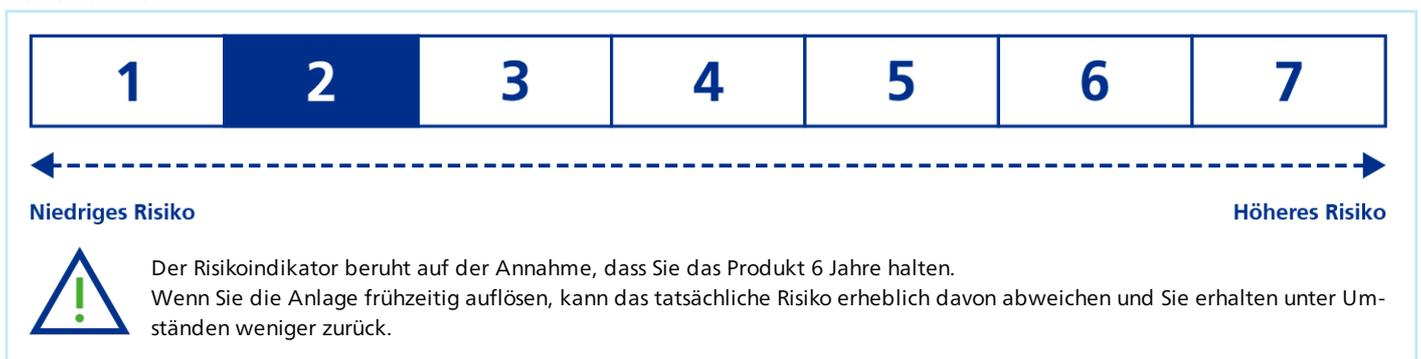 1 2 3 4 5 6 7
Niedriges Risiko Höheres Risiko
!
Der Risikoindikator beruht auf der Annahme, dass Sie das Produkt 6 Jahre halten.
Wenn Sie die Anlage frühzeitig auflösen, kann das tatsächliche Risiko erheblich davon abweichen und Sie erhalten unter Um-
ständen weniger zurück.